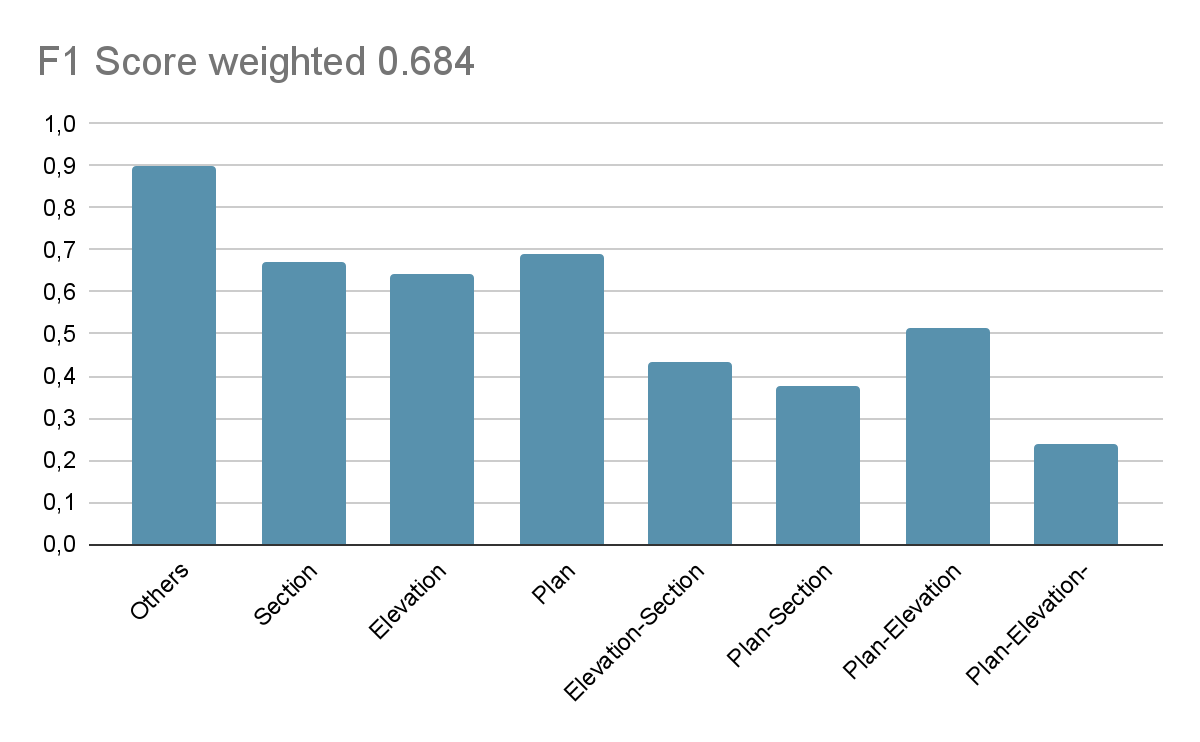 F1 Score weighted 0.684
1,0
0,9
0,8
0,7
0,6
0,5
0,4
0,3
0,2
0,1
0,0
Others
Section
Elevation
Plan
Elevation-Section
Plan-Section
Plan-Elevation
Plan-Elevation-